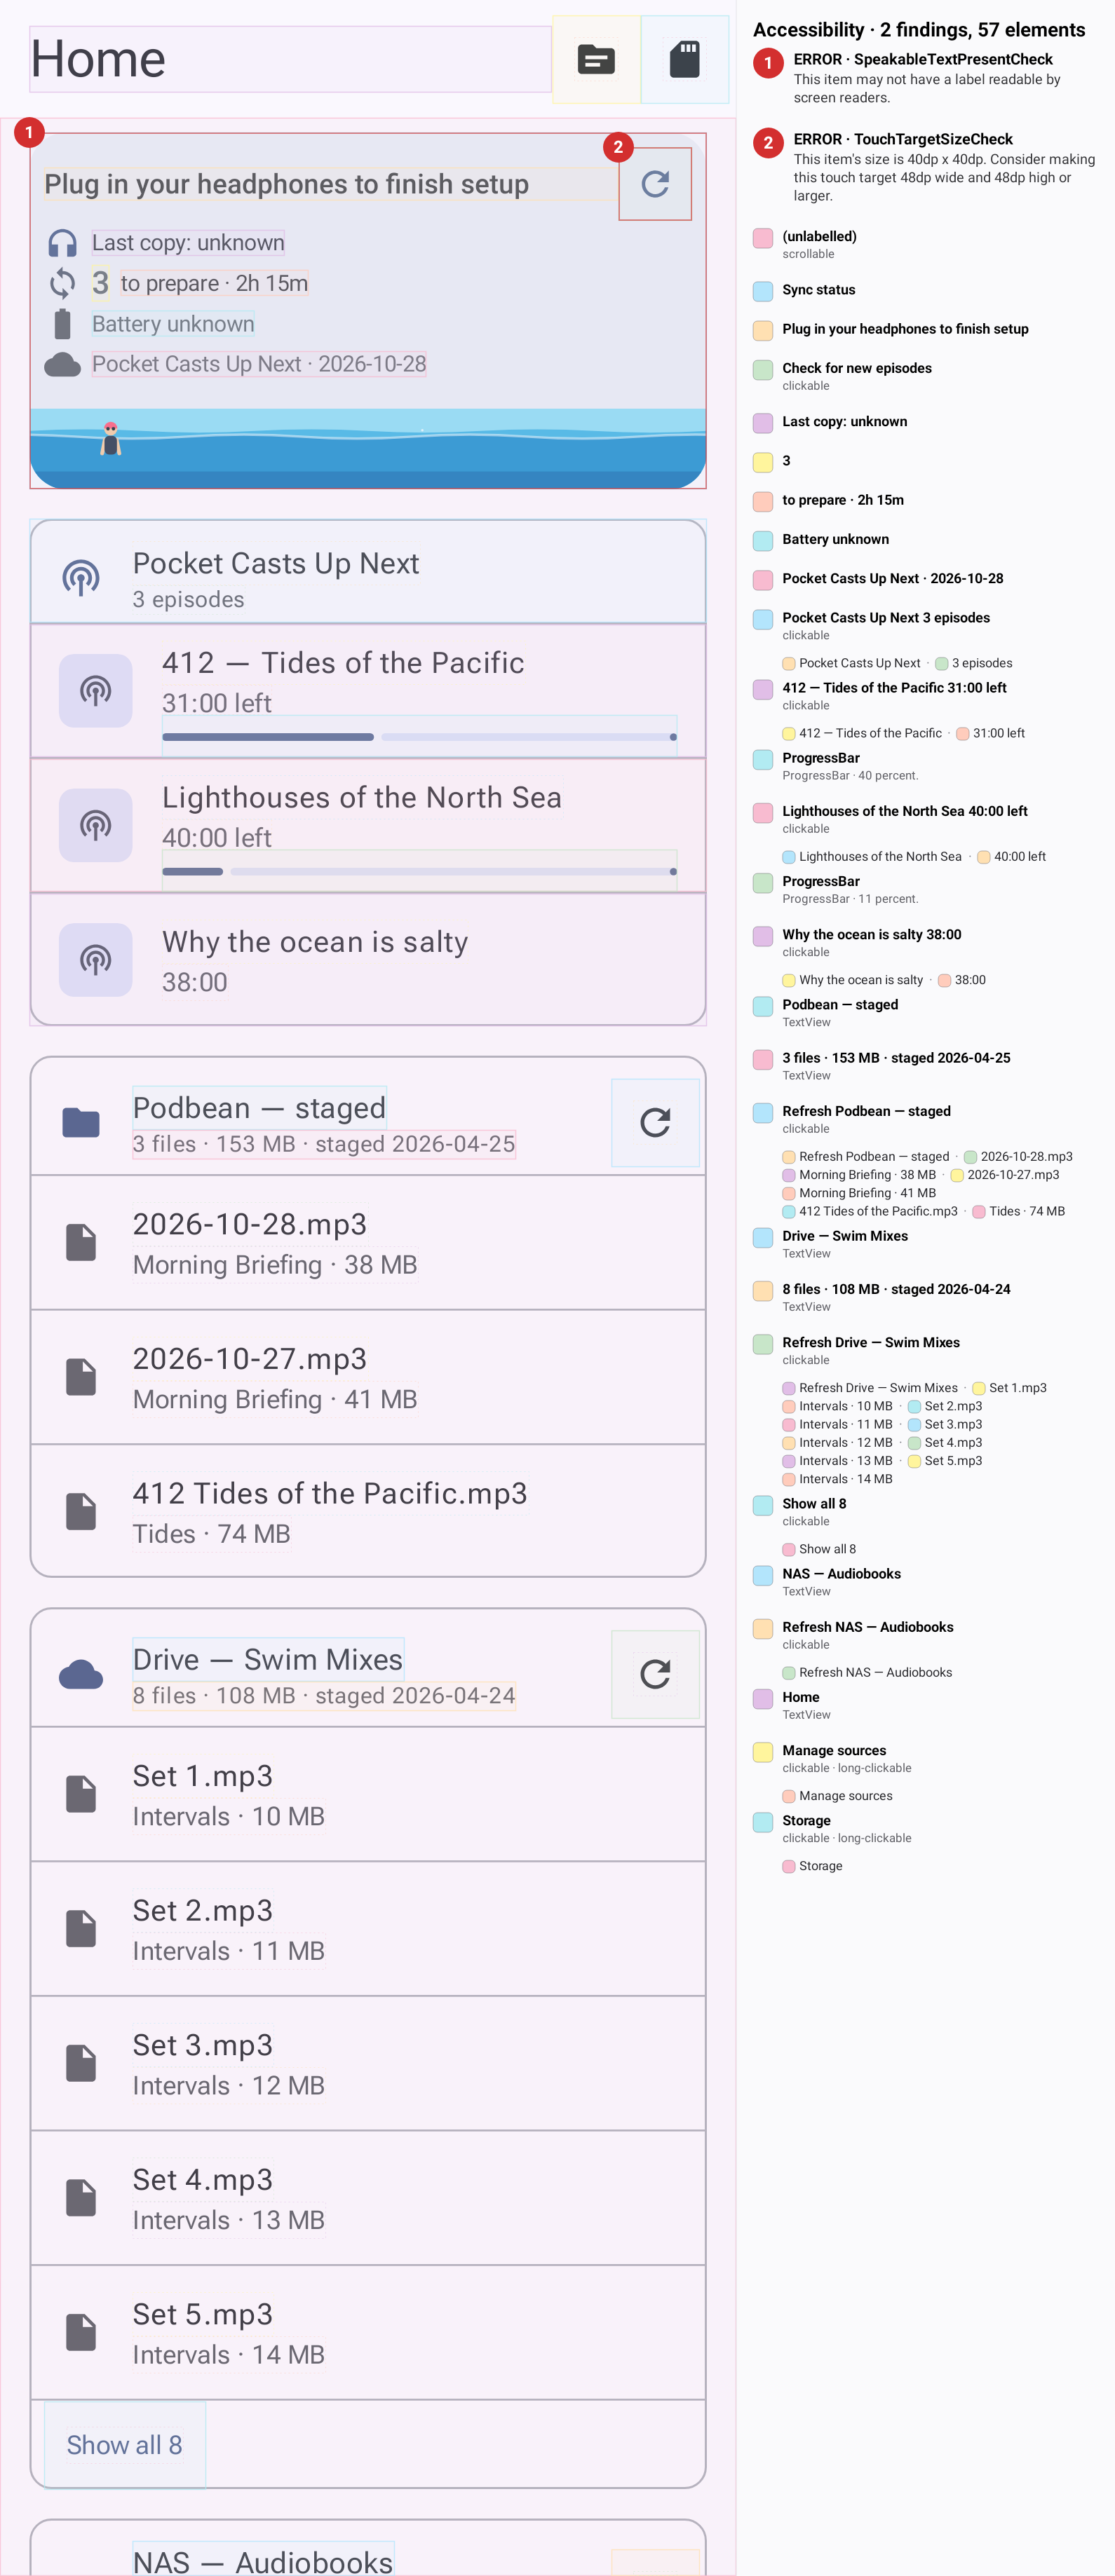 Home
1
2
Plug in your headphones to finish setup
Last copy: unknown
3 to prepare · 2h 15m
Battery unknown
Pocket Casts Up Next · 2026-10-28
Pocket Casts Up Next
3 episodes
412 — Tides of the Pacific
31:00 left
Lighthouses of the North Sea
40:00 left
Why the ocean is salty
38:00
Podbean — staged
3 files · 153 MB · staged 2026-04-25
2026-10-28.mp3
Morning Briefing · 38 MB
2026-10-27.mp3
Morning Briefing · 41 MB
412 Tides of the Pacific.mp3
Tides · 74 MB
Drive — Swim Mixes
8 files · 108 MB · staged 2026-04-24
Set 1.mp3
Intervals · 10 MB
Set 2.mp3
Intervals · 11 MB
Set 3.mp3
Intervals · 12 MB
Set 4.mp3
Intervals · 13 MB
Set 5.mp3
Intervals · 14 MB
Show all 8
NAS — Audiobooks
Accessibility · 2 findings, 57 elements
1 ERROR · SpeakableTextPresentCheck
This item may not have a label readable by
screen readers.
2 ERROR · TouchTargetSizeCheck
This item's size is 40dp x 40dp. Consider making
this touch target 48dp wide and 48dp high or
larger.
(unlabelled)
scrollable
Sync status
Plug in your headphones to finish setup
Check for new episodes
clickable
Last copy: unknown
3
to prepare · 2h 15m
Battery unknown
Pocket Casts Up Next · 2026-10-28
Pocket Casts Up Next 3 episodes
clickable
Pocket Casts Up Next · 3 episodes
412 — Tides of the Pacific 31:00 left
clickable
412 — Tides of the Pacific · 31:00 left
ProgressBar
ProgressBar · 40 percent.
Lighthouses of the North Sea 40:00 left
clickable
Lighthouses of the North Sea · 40:00 left
ProgressBar
ProgressBar · 11 percent.
Why the ocean is salty 38:00
clickable
Why the ocean is salty · 38:00
Podbean — staged
TextView
3 files · 153 MB · staged 2026-04-25
TextView
Refresh Podbean — staged
clickable
Refresh Podbean — staged · 2026-10-28.mp3
Morning Briefing · 38 MB · 2026-10-27.mp3
Morning Briefing · 41 MB
412 Tides of the Pacific.mp3 · Tides · 74 MB
Drive — Swim Mixes
TextView
8 files · 108 MB · staged 2026-04-24
TextView
Refresh Drive — Swim Mixes
clickable
Refresh Drive — Swim Mixes · Set 1.mp3
Intervals · 10 MB · Set 2.mp3
Intervals · 11 MB · Set 3.mp3
Intervals · 12 MB · Set 4.mp3
Intervals · 13 MB · Set 5.mp3
Intervals · 14 MB
Show all 8
clickable
Show all 8
NAS — Audiobooks
TextView
Refresh NAS — Audiobooks
clickable
Refresh NAS — Audiobooks
Home
TextView
Manage sources
clickable · long-clickable
Manage sources
Storage
clickable · long-clickable
Storage